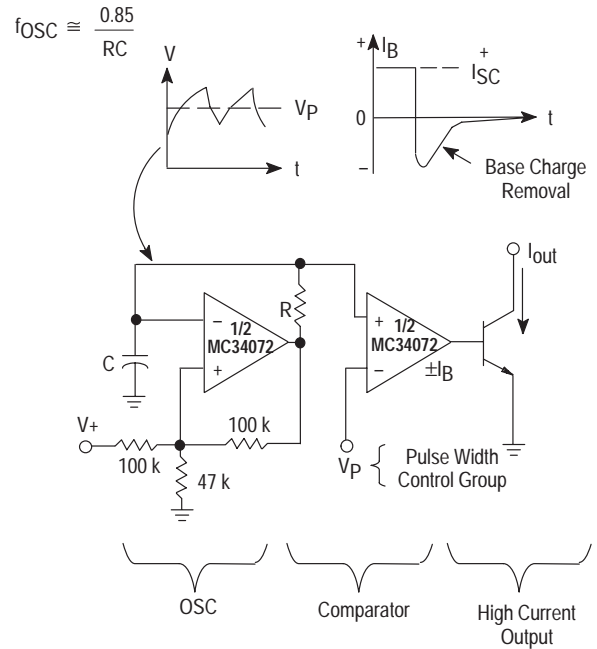 fOSC ≅ 0.85
RC
V
VP
t
+ IB
+
ISC
0
t
–
Base Charge
Removal
Iout
R
–
1/2
MC34072
+
C
+
1/2
MC34072
–
±IB
V+
100 k
100 k
47 k
VP { Pulse Width
Control Group
OSC
Comparator
High Current
Output